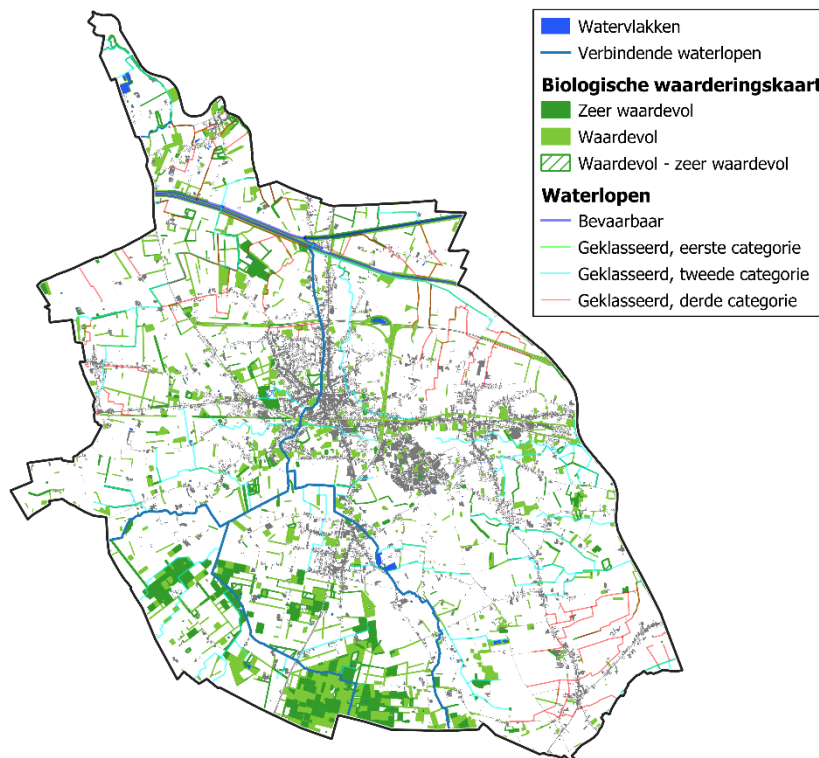 Watervlakken
Verbindende waterlopen
Biologische waarderingskaart
Zeer waardevol
Waardevol
Waardevol - zeer waardevol
Waterlopen
Bevaarbaar
Geklasseerd, eerste categorie
Geklasseerd, tweede categorie
Geklasseerd, derde categorie